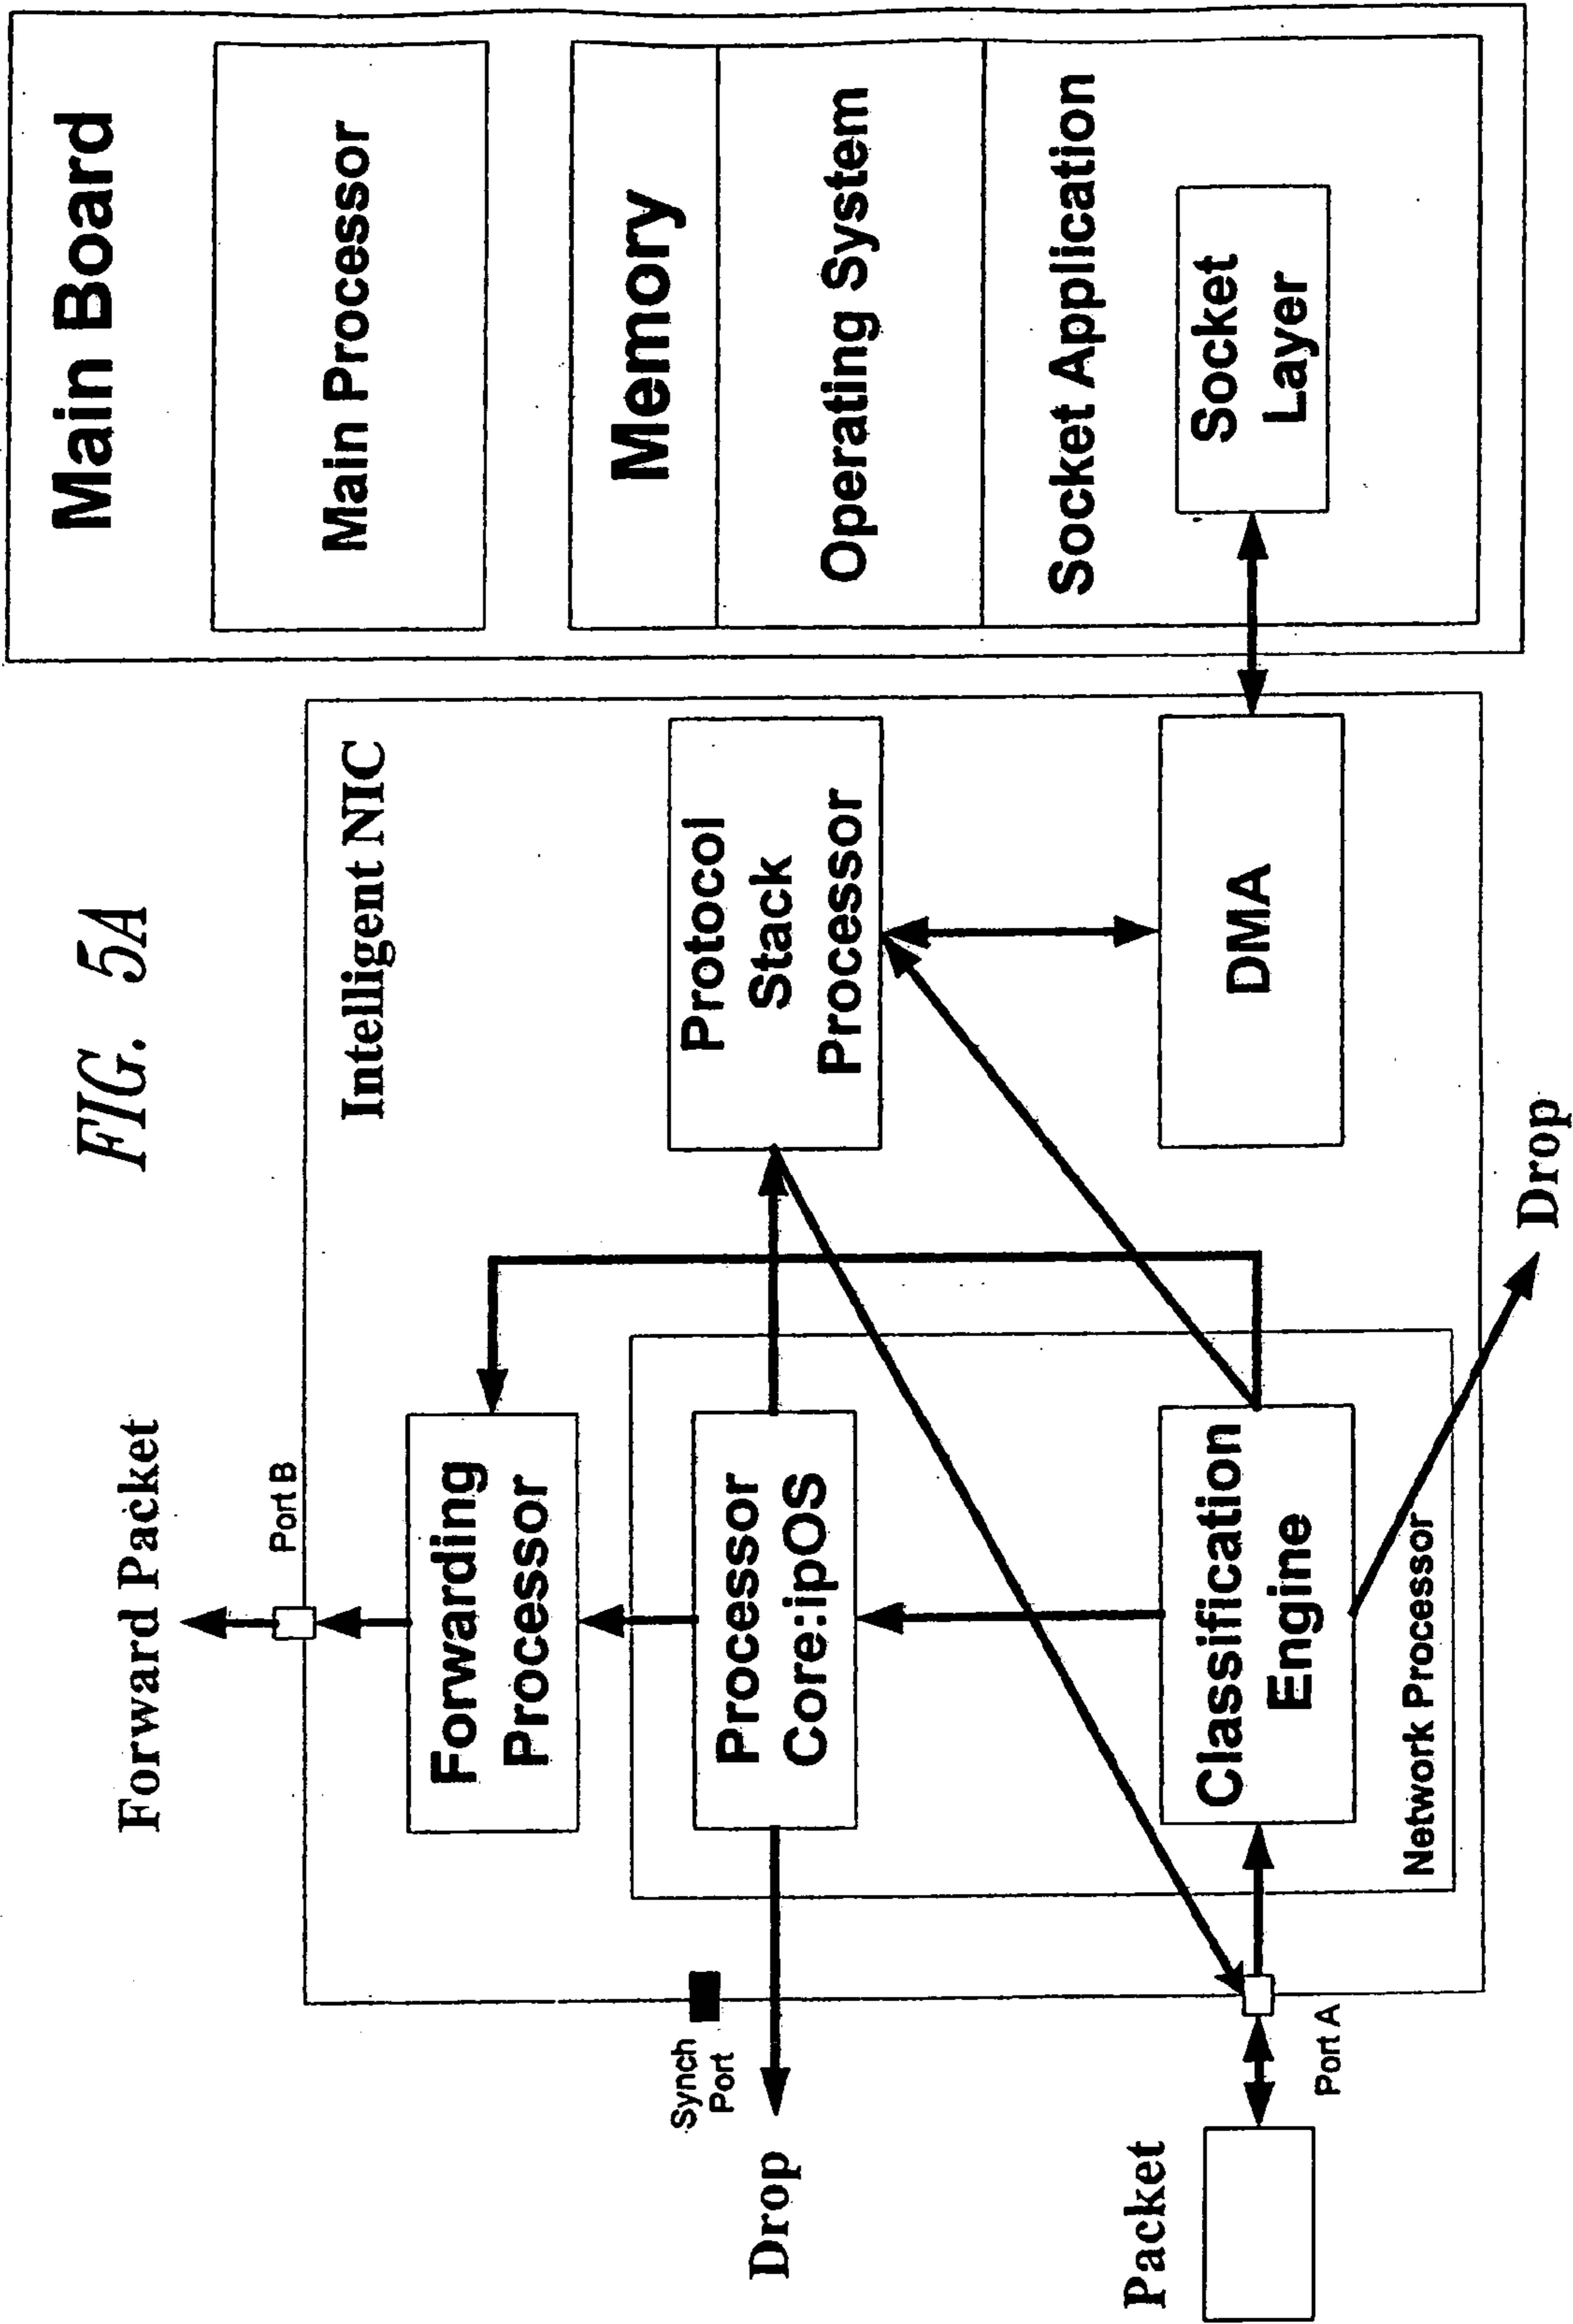 FIG. 5A
Main Board
Main Processor
Memory
Operating System
Socket Application
Socket
Layer
Intelligent NIC
Protocol
Stack
Processor
DMA
Forward Packet
Port B
Forwarding
Processor
Processor
Core:ipOS
Classification
Engine
Network Processor
Drop
Synch
Port
Drop
Packet
Port A